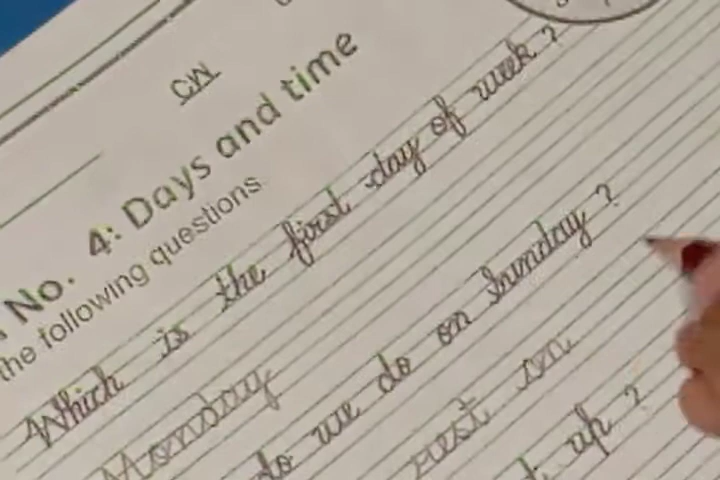 CW
No. 4: Days and time
the following questions
Which is the first day of week ?
Monday
do we do on Sunday ?
rest on
up ?